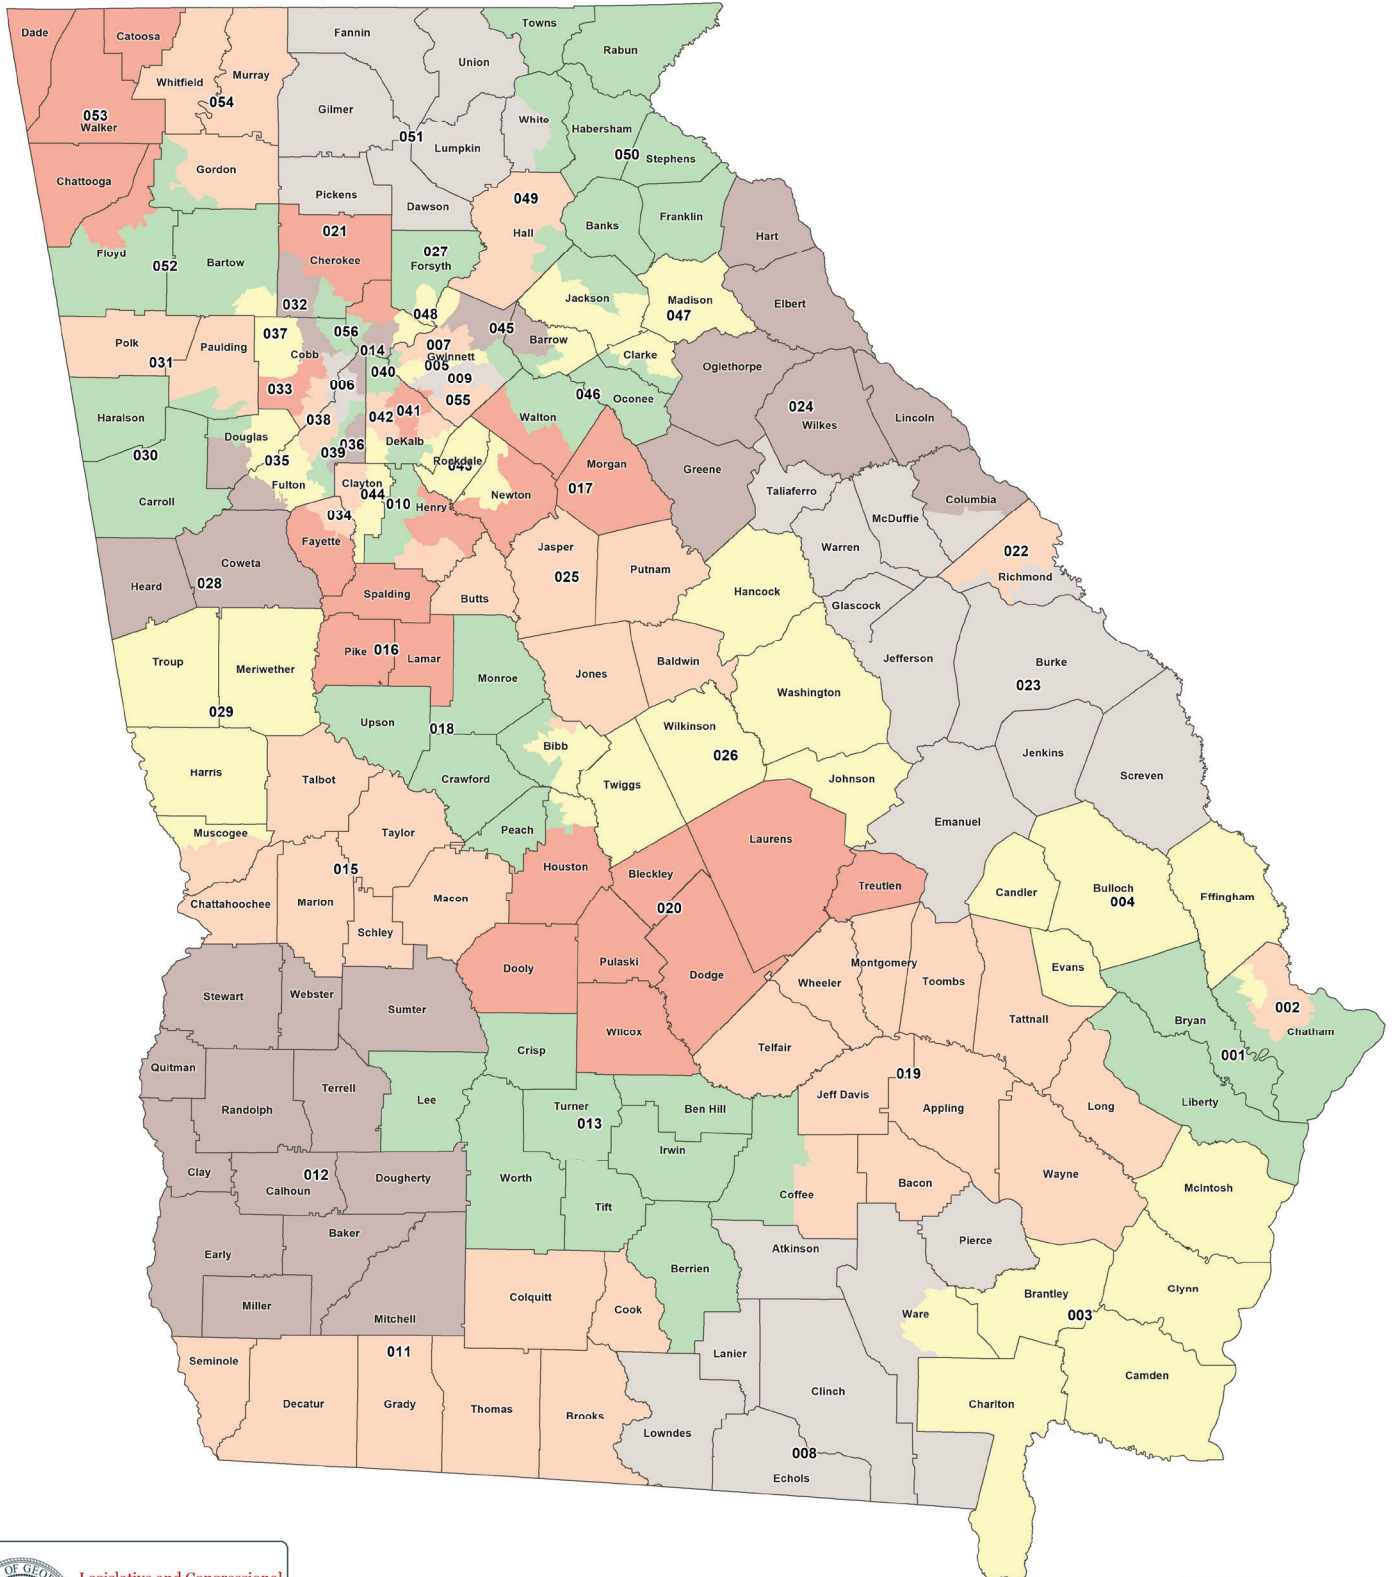 Dade
Catoosa
Fannin
Towns
Rabun
Union
Whitfield
Murray
054
053
Walker
Gilmer
051
White
Lumpkin
Habersham
050
Stephens
Chattooga
Gordon
Pickens
Dawson
049
Hall
Banks
Franklin
Hart
021
Cherokee
027
Forsyth
Floyd
052
Bartow
032
048
Jackson
Madison
047
Elbert
037
056
045
Polk
031
Paulding
Cobb
014
007
Gwinnett
005
Barrow
Clarke
040
009
033
006
055
046
Oconee
Oglethorpe
Haralson
038
042
041
Walton
024
Wilkes
Lincoln
Douglas
036
039
DeKalb
030
035
Rockdale
043
Morgan
Greene
Carroll
Fulton
Clayton
044
010
Henry
Newton
017
Taliaferro
Columbia
034
McDuffie
Fayette
Jasper
Warren
022
Richmond
Heard
Coweta
028
Spalding
Butts
025
Putnam
Hancock
Glascock
Troup
Meriwether
Pike
016
Lamar
Monroe
Jones
Baldwin
Washington
Jefferson
Burke
023
029
Upson
018
Wilkinson
026
Bibb
Jenkins
Screven
Harris
Talbot
Crawford
Twiggs
Johnson
Muscogee
Taylor
Peach
Laurens
Emanuel
015
Houston
Bleckley
Treutlen
Candler
Bulloch
004
Effingham
Chattahoochee
Marion
Macon
020
Schley
Dooly
Pulaski
Dodge
Wheeler
Montgomery
Toombs
Evans
Stewart
Webster
Sumter
Wilcox
Tattnall
002
Chatham
Bryan
Crisp
Telfair
001
Quitman
Terrell
019
Randolph
Lee
Turner
013
Ben Hill
Jeff Davis
Appling
Long
Liberty
Irwin
Clay
012
Calhoun
Dougherty
Worth
Tift
Coffee
Bacon
Wayne
McIntosh
Early
Baker
Atkinson
Pierce
Berrien
Miller
Mitchell
Colquitt
Cook
Ware
Brantley
003
Glynn
Seminole
011
Lanier
Camden
Decatur
Grady
Thomas
Brooks
Clinch
Charlton
Lowndes
008
Echols
OF GEO
Legislative and Congressional